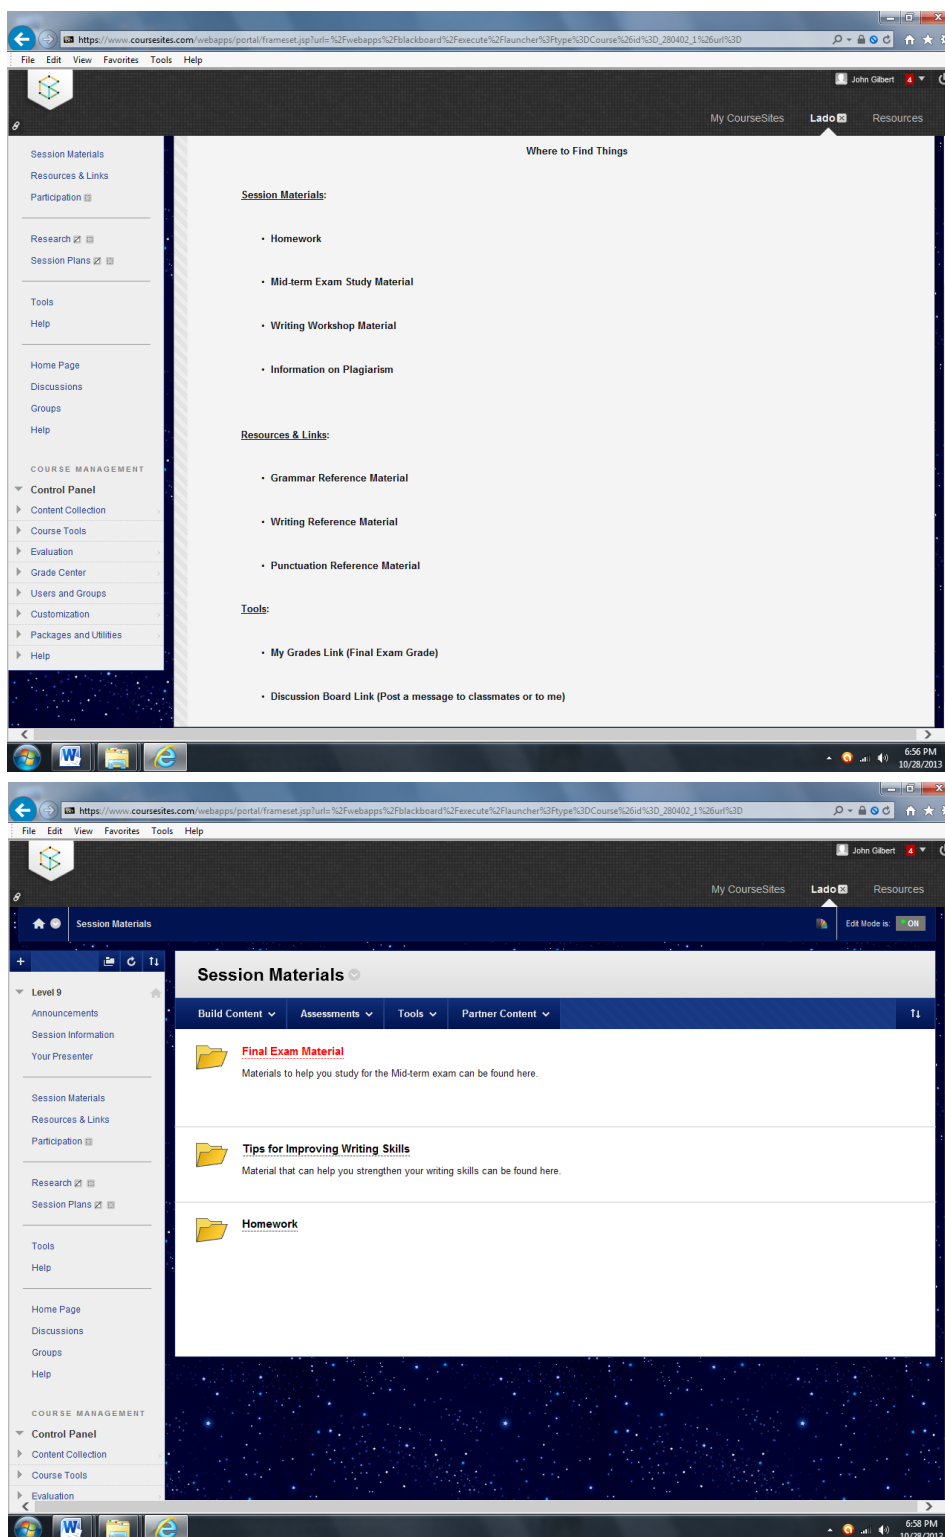 https://www.coursesites.com/webapps/portal/frameset.jsp?url=%2Fwebapps%2Fblackboard%2Fexecute%2Flauncher%3Ftype%3DCourse%26id%3D_280402_1%26url%3D
File Edit View Favorites Tools Help
John Gilbert 4
My CourseSites Lado Resources
Session Materials
Resources & Links
Participation
Research
Session Plans
Tools
Help
Home Page
Discussions
Groups
Help
COURSE MANAGEMENT
Control Panel
Content Collection
Course Tools
Evaluation
Grade Center
Users and Groups
Customization
Packages and Utilities
Help
Where to Find Things
Session Materials:
• Homework
• Mid-term Exam Study Material
• Writing Workshop Material
• Information on Plagiarism
Resources & Links:
• Grammar Reference Material
• Writing Reference Material
• Punctuation Reference Material
Tools:
• My Grades Link (Final Exam Grade)
• Discussion Board Link (Post a message to classmates or to me)
6:56 PM
10/28/2013
https://www.coursesites.com/webapps/portal/frameset.jsp?url=%2Fwebapps%2Fblackboard%2Fexecute%2Flauncher%3Ftype%3DCourse%26id%3D_280402_1%26url%3D
File Edit View Favorites Tools Help
John Gilbert 4
My CourseSites Lado Resources
Session Materials
Edit Mode is: ON
Level 9
Announcements
Session Information
Your Presenter
Session Materials
Resources & Links
Participation
Research
Session Plans
Tools
Help
Home Page
Discussions
Groups
Help
COURSE MANAGEMENT
Control Panel
Content Collection
Course Tools
Evaluation
Session Materials
Build Content Assessments Tools Partner Content
Final Exam Material
Materials to help you study for the Mid-term exam can be found here.
Tips for Improving Writing Skills
Material that can help you strengthen your writing skills can be found here.
Homework
6:58 PM
10/28/2013